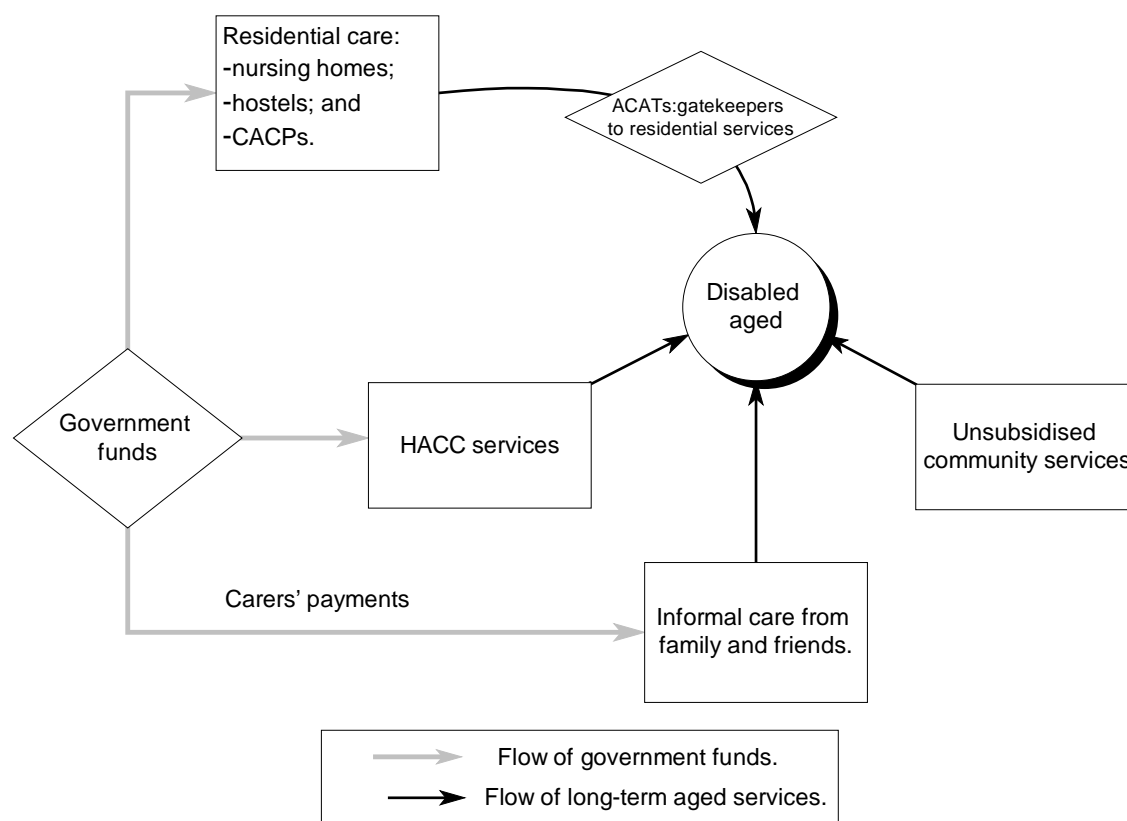 Residential care:
-nursing homes;
-hostels; and
-CACPs.
ACATs:gatekeepers
to residential services
Disabled
aged
Government
funds
HACC services
Unsubsidised
community services
Carers’ payments
Informal care from
family and friends.
Flow of government funds.
Flow of long-term aged services.